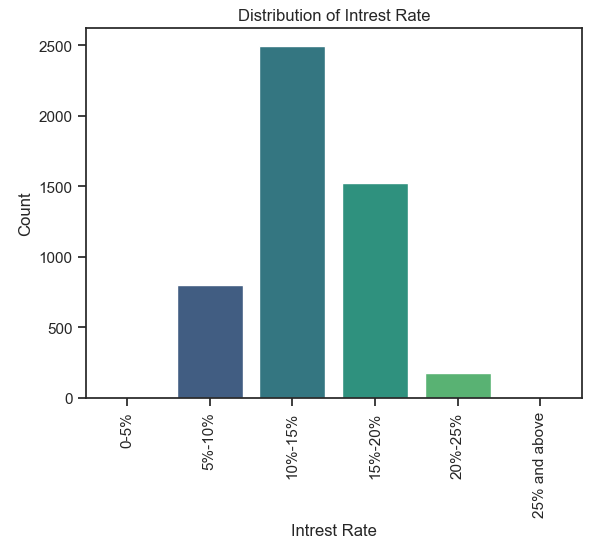 Distribution of Intrest Rate
2500
2000
1500
1000
500
0
Count
0-5%
5%-10%
10%-15%
15%-20%
20%-25%
25% and above
Intrest Rate